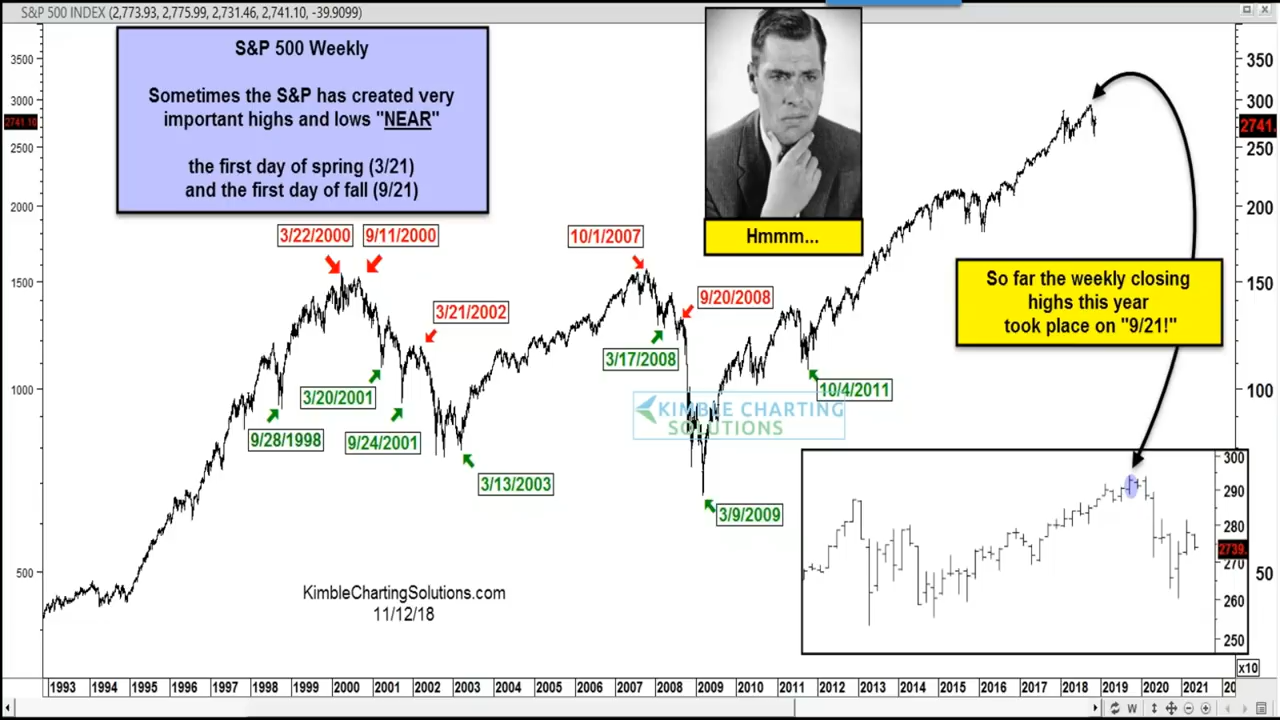 S&P 500 INDEX (2,773.93, 2,775.99, 2,731.46, 2,741.10, -39.9099)
S&P 500 Weekly
Sometimes the S&P has created very
important highs and lows "NEAR"
the first day of spring (3/21)
and the first day of fall (9/21)
Hmmm...
So far the weekly closing
highs this year
took place on "9/21!"
3/22/2000
9/11/2000
10/1/2007
3/21/2002
9/20/2008
3/17/2008
3/20/2001
10/4/2011
9/28/1998
9/24/2001
3/13/2003
3/9/2009
KIMBLE CHARTING
SOLUTIONS
KimbleChartingSolutions.com
11/12/18
3500
3000
2741.10
2500
2000
1500
1000
500
350
300
2741.
250
200
150
100
50
x10
300
290
280
2739.
270
260
250
1993 1994 1995 1996 1997 1998 1999 2000 2001 2002 2003 2004 2005 2006 2007 2008 2009 2010 2011 2012 2013 2014 2015 2016 2017 2018 2019 2020 2021 20
W